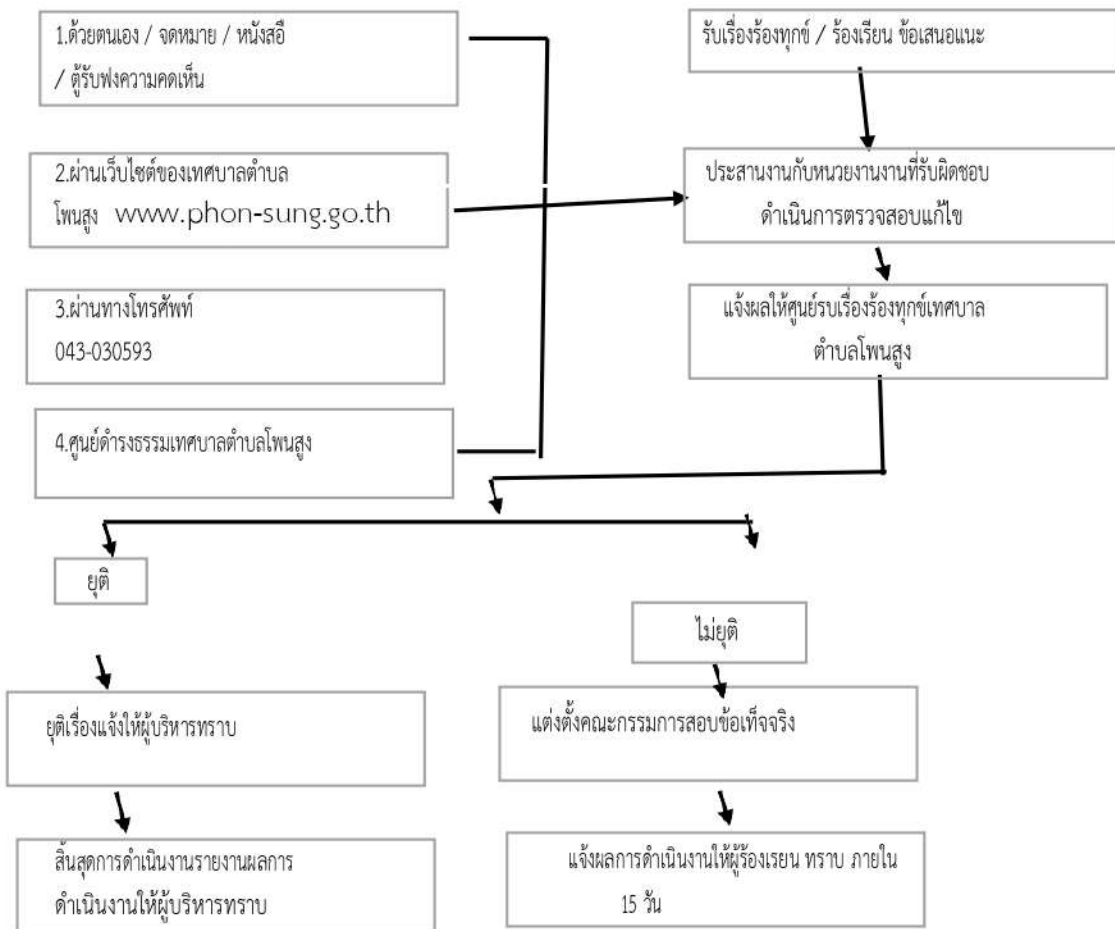 1.ด้วยตนเอง / จดหมาย / หนังสือ
/ ตู้รับฟงความคดเห็น
รับเรื่องร้องทุกข์ / ร้องเรียน ข้อเสนอแนะ
2.ผ่านเว็บไซต์ของเทศบาลตำบล
โพนสูง www.phon-sung.go.th
ประสานงานกับหนวยงานงานที่รับผิดชอบ
ดำเนินการตรวจสอบแก้ไข
3.ผ่านทางโทรศัพท์
043-030593
แจ้งผลให้ศูนย์รบเรื่องร้องทุกข์เทศบาล
ตำบลโพนสูง
4.ศูนย์ดำรงธรรมเทศบาลตำบลโพนสูง
ยุติ
ไม่ยุติ
ยุติเรื่องแจ้งให้ผู้บริหารทราบ
แต่งตั้งคณะกรรมการสอบข้อเท็จจริง
สิ้นสุดการดำเนินงานรายงานผลการ
ดำเนินงานให้ผู้บริหารทราบ
แจ้งผลการดำเนินงานให้ผู้ร้องเรยน ทราบ ภายใน
15 วัน